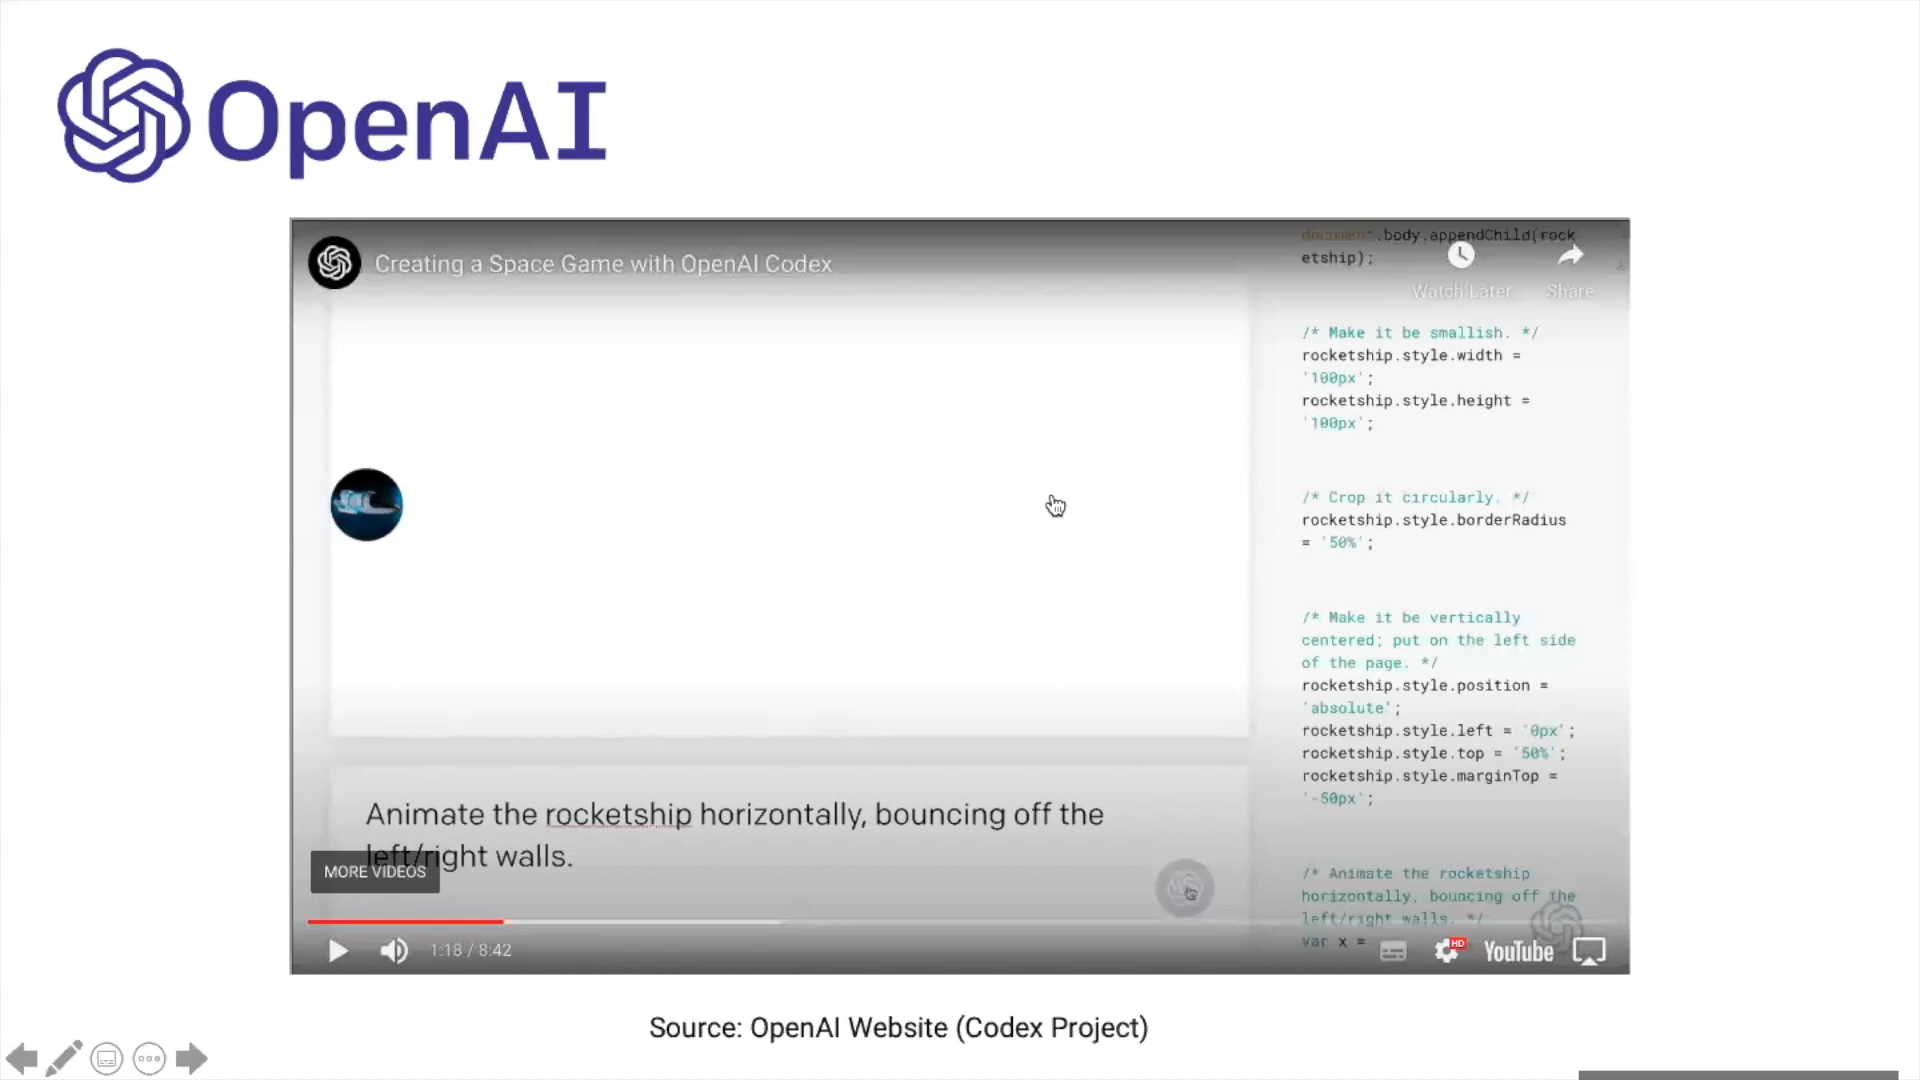 OpenAI
Creating a Space Game with OpenAI Codex
Watch Later
Share
document.body.appendChild(rock
etship);
/* Make it be smallish. */
rocketship.style.width =
'100px';
rocketship.style.height =
'100px';
/* Crop it circularly. */
rocketship.style.borderRadius
= '50%';
/* Make it be vertically
centered; put on the left side
of the page. */
rocketship.style.position =
'absolute';
rocketship.style.left = '0px';
rocketship.style.top = '50%';
rocketship.style.marginTop =
'-50px';
/* Animate the rocketship
horizontally, bouncing off the
left/right walls. */
var x =
Animate the rocketship horizontally, bouncing off the
left/right walls.
MORE VIDEOS
1:18 / 8:42
HD
YouTube
Source: OpenAI Website (Codex Project)